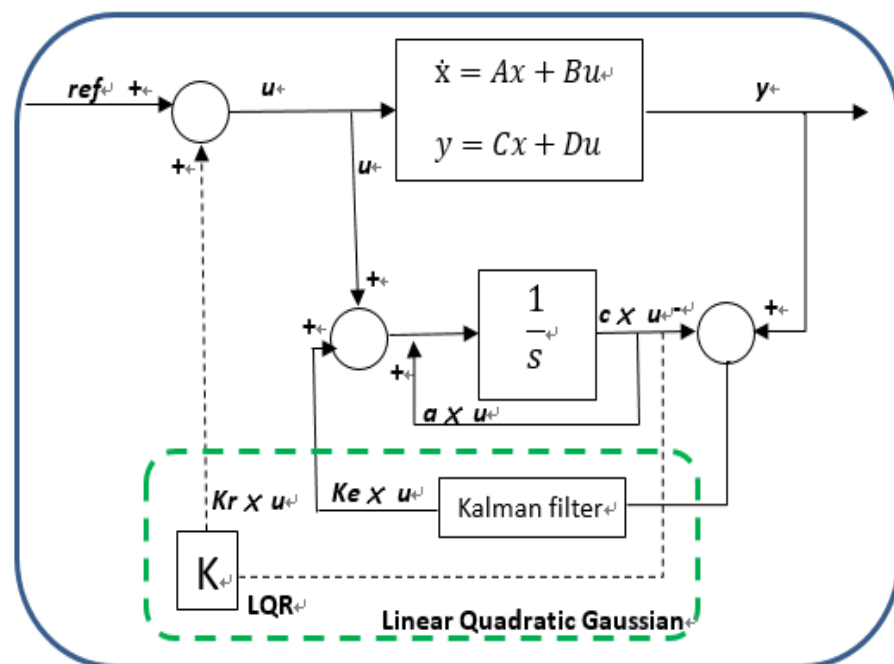 ref +
u
ẋ = Ax + Bu
y = Cx + Du
y
+
u
+
+
1
s
c × u -
+
+
a × u
Kr × u
Ke × u
Kalman filter
K
LQR
Linear Quadratic Gaussian